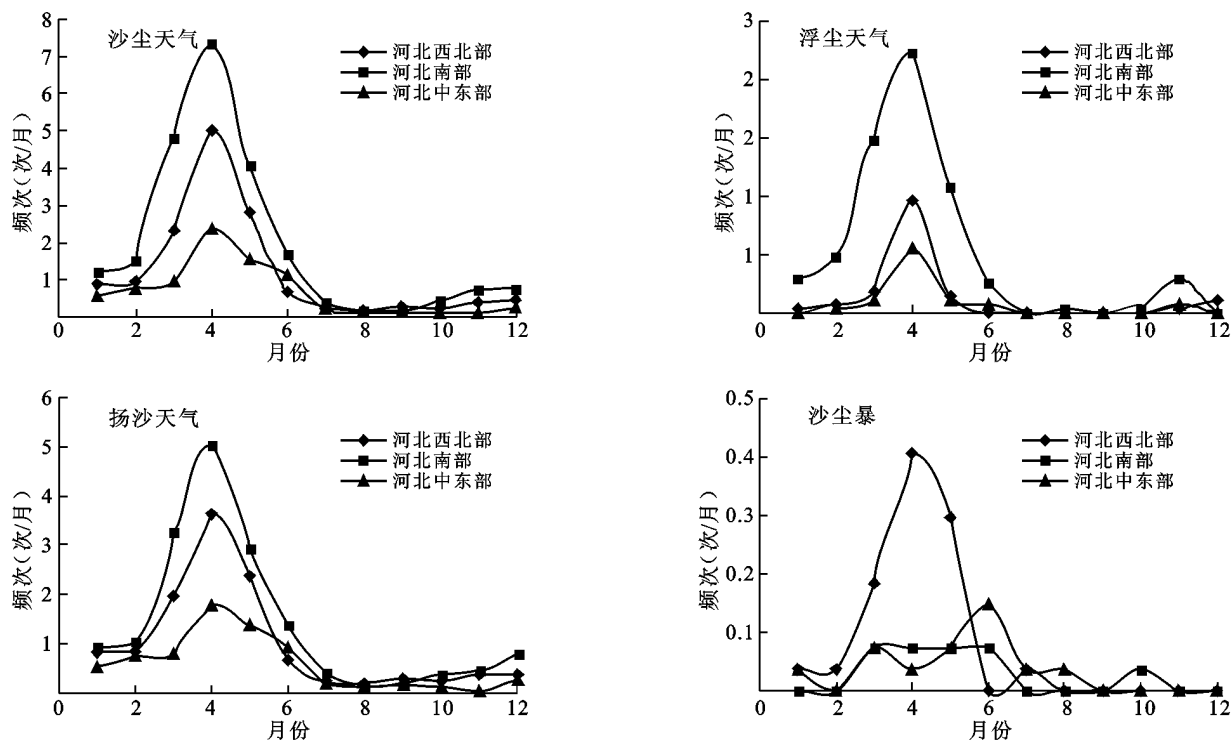 沙尘天气
河北西北部
河北南部
河北中东部
频次(次/月)
8
7
6
5
4
3
2
1
0
2
4
6
8
10
12
月份
浮尘天气
河北西北部
河北南部
河北中东部
频次(次/月)
3
2
2
1
1
0
2
4
6
8
10
12
月份
扬沙天气
河北西北部
河北南部
河北中东部
频次(次/月)
6
5
4
3
2
1
0
2
4
6
8
10
12
月份
沙尘暴
河北西北部
河北南部
河北中东部
频次(次/月)
0.5
0.4
0.3
0.2
0.1
0
2
4
6
8
10
12
月份